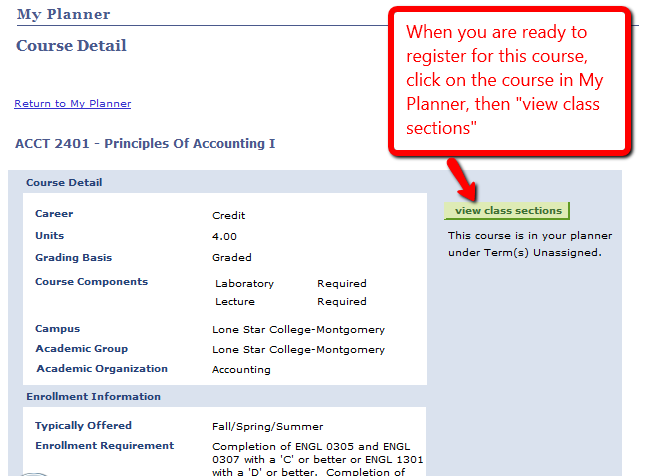 My Planner
Course Detail
When you are ready to
register for this course,
click on the course in My
Planner, then "view class
sections"
Return to My Planner
ACCT 2401 - Principles Of Accounting I
Course Detail
view class sections
This course is in your planner
under Term(s) Unassigned.
Career Credit
Units 4.00
Grading Basis Graded
Course Components Laboratory Required
Lecture Required
Campus Lone Star College-Montgomery
Academic Group Lone Star College-Montgomery
Academic Organization Accounting
Enrollment Information
Typically Offered Fall/Spring/Summer
Enrollment Requirement Completion of ENGL 0305 and ENGL
0307 with a 'C' or better or ENGL 1301
with a 'D' or better. Completion of